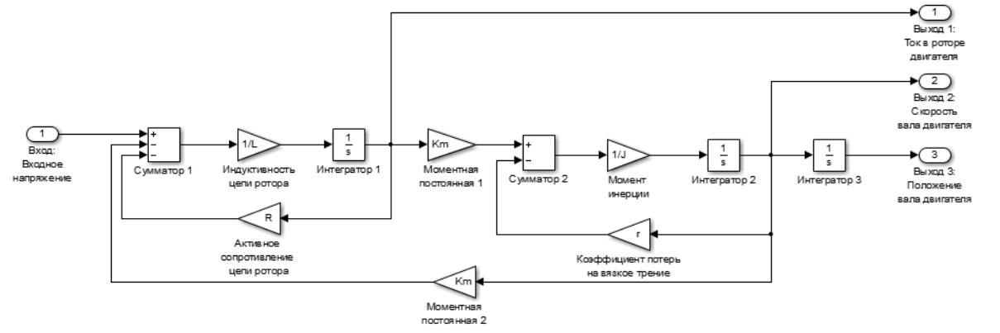 1
Выход 1:
Ток в роторе
двигателя
2
Выход 2:
Скорость
вала двигателя
1
Вход:
Входное
напряжение
+
−
−
Сумматор 1
1/L
Индуктивность
цепи ротора
1
s
Интегратор 1
Km
Моментная
постоянная 1
+
−
Сумматор 2
1/J
Момент
инерции
1
s
Интегратор 2
1
s
Интегратор 3
3
Выход 3:
Положение
вала двигателя
R
Активное
сопротивление
цепи ротора
r
Коэффициент потерь
на вязкое трение
Km
Моментная
постоянная 2